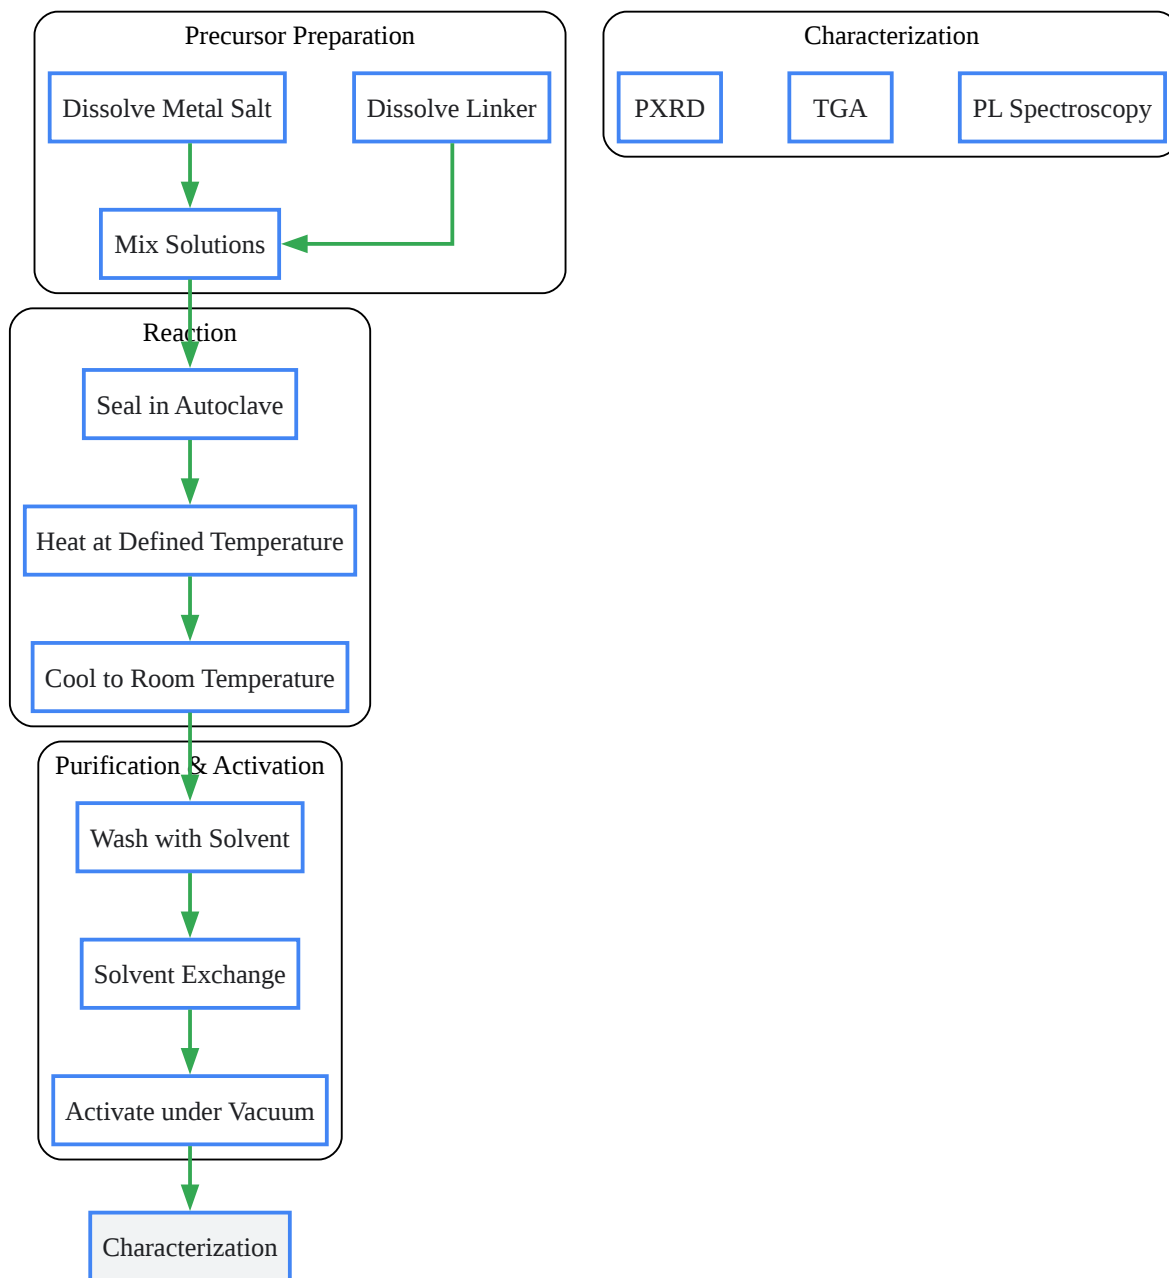 Precursor Preparation
Dissolve Metal Salt
Dissolve Linker
Mix Solutions
Reaction
Seal in Autoclave
Heat at Defined Temperature
Cool to Room Temperature
Purification & Activation
Wash with Solvent
Solvent Exchange
Activate under Vacuum
Characterization
Characterization
PXRD
TGA
PL Spectroscopy